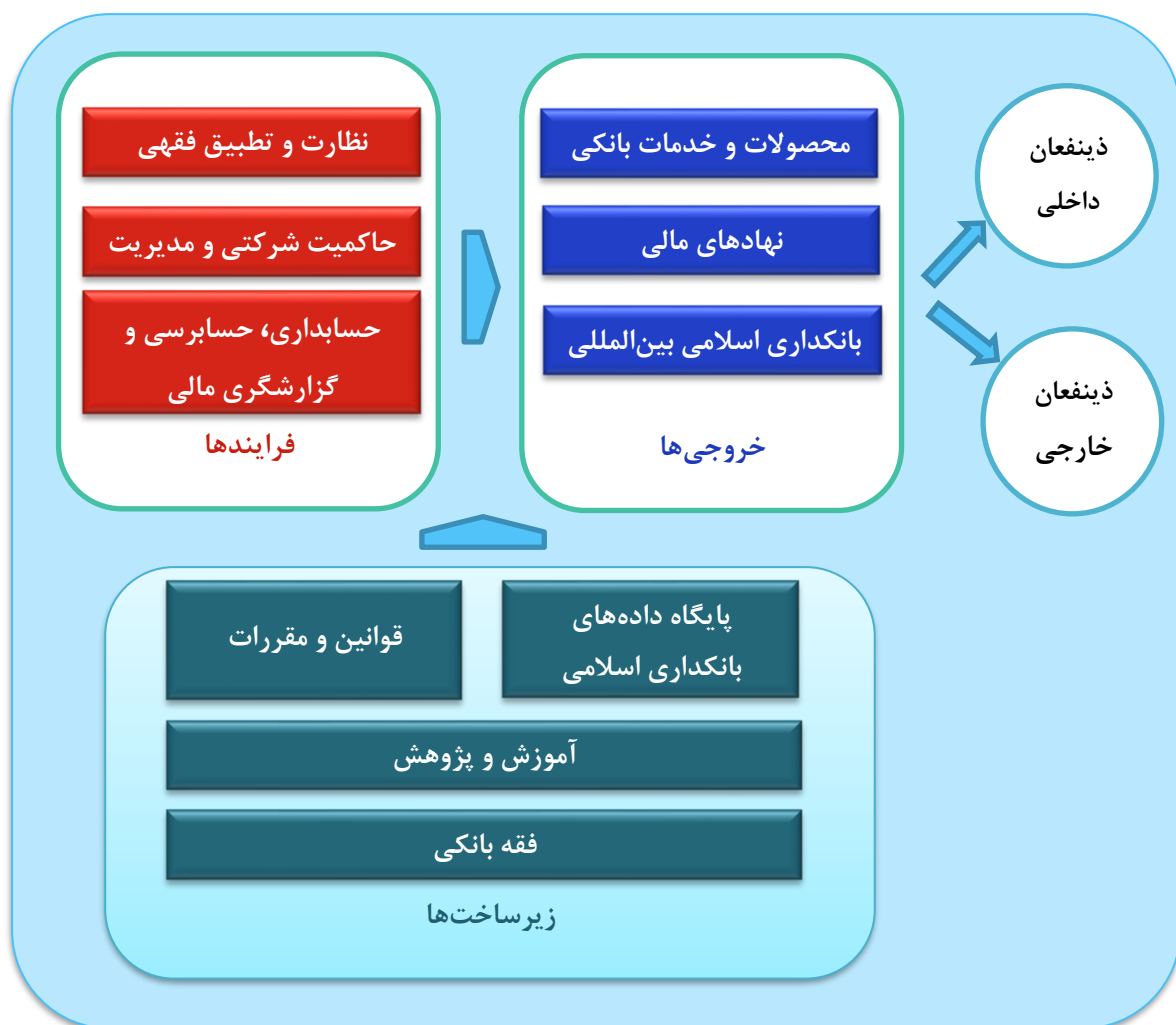 نظارت و تطبیق فقهی
حاکمیت شرکتی و مدیریت
حسابداری، حسابرسی و
گزارشگری مالی
فرایندها
محصولات و خدمات بانکی
نهادهای مالی
بانکداری اسلامی بین‌المللی
خروجی‌ها
ذینفعان
داخلی
ذینفعان
خارجی
قوانین و مقررات
پایگاه داده‌های
بانکداری اسلامی
آموزش و پژوهش
فقه بانکی
زیرساخت‌ها